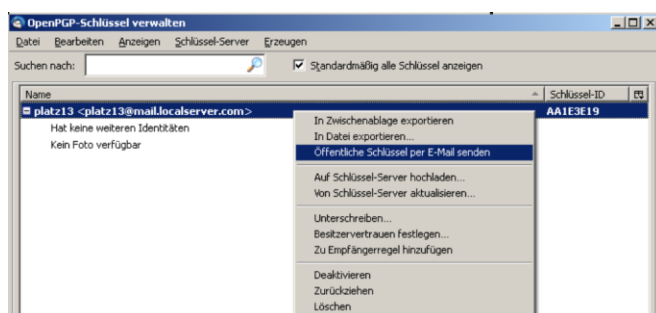 OpenPGP-Schlüssel verwalten
Datei Bearbeiten Anzeigen Schlüssel-Server Erzeugen
Suchen nach: Standardmäßig alle Schlüssel anzeigen
Name Schlüssel-ID
platz13 <platz13@mail.localserver.com> AA1E3E19
Hat keine weiteren Identitäten
Kein Foto verfügbar
In Zwischenablage exportieren
In Datei exportieren...
Öffentliche Schlüssel per E-Mail senden
Auf Schlüssel-Server hochladen...
Von Schlüssel-Server aktualisieren...
Unterschreiben...
Besitzervertrauen festlegen...
Zu Empfängerregel hinzufügen
Deaktivieren
Zurückziehen
Löschen